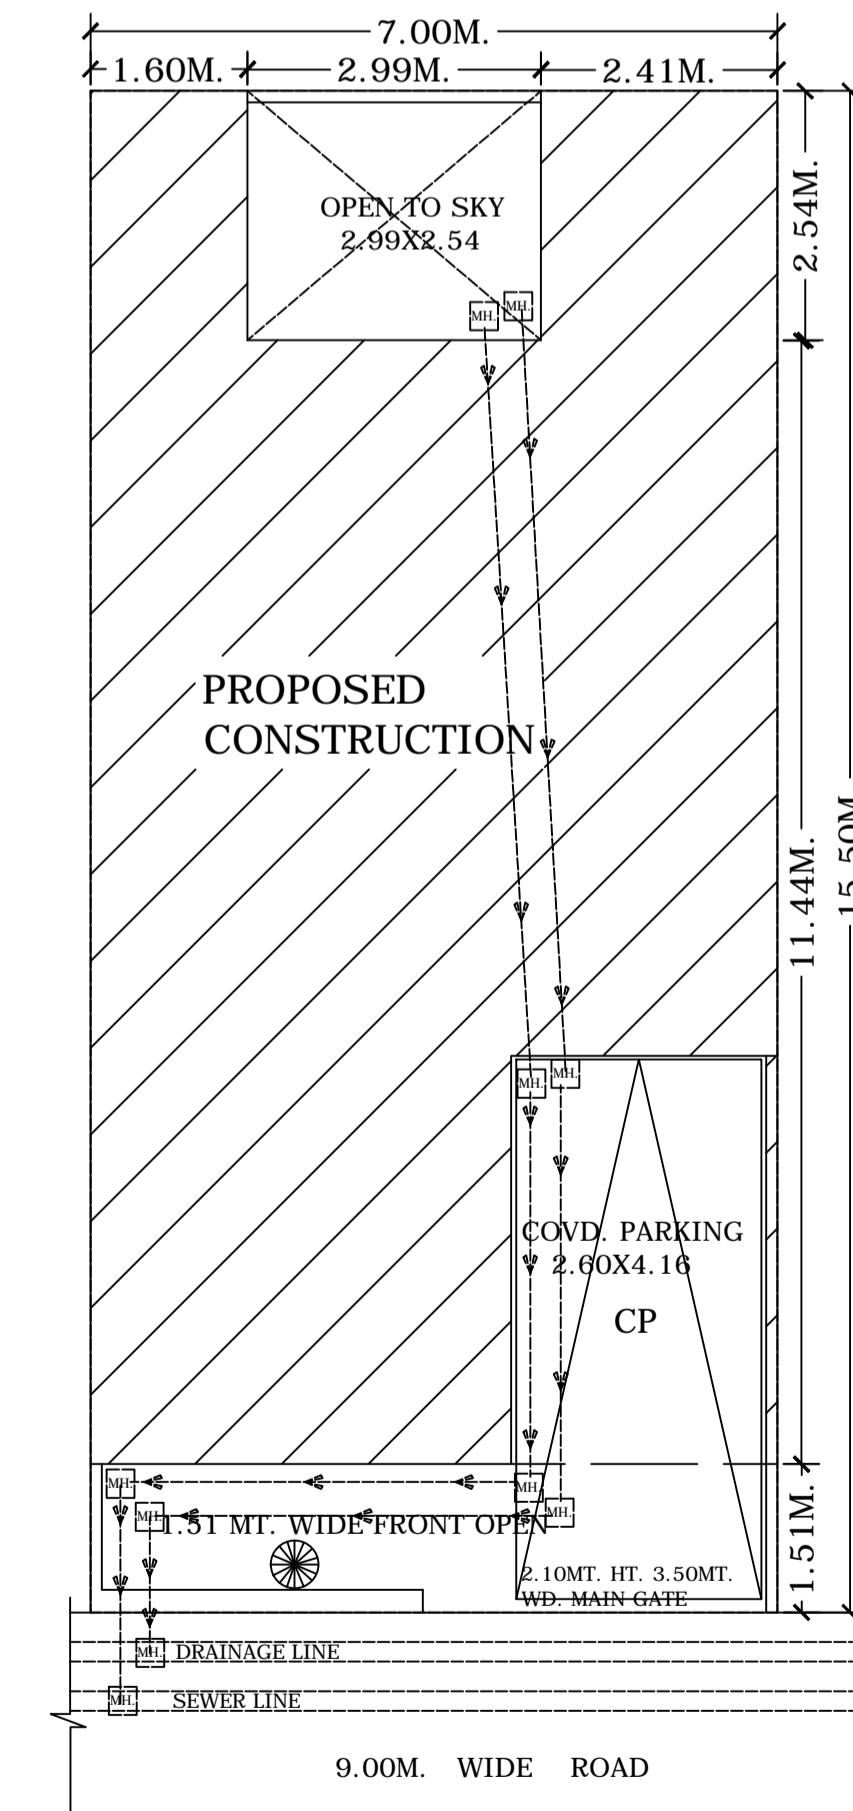 7.00M.
1.60M. 2.99M. 2.41M.
OPEN TO SKY
2.99X2.54
2.54M.
MH. MH.
PROPOSED
CONSTRUCTION
11.44M.
15.50M.
MH. MH.
COVD. PARKING
2.60X4.16
CP
MH. MH.
MH. MH.
1.51 MT. WIDE FRONT OPEN
1.51M.
2.10MT. HT. 3.50MT.
WD. MAIN GATE
MH. DRAINAGE LINE
MH. SEWER LINE
9.00M. WIDE ROAD